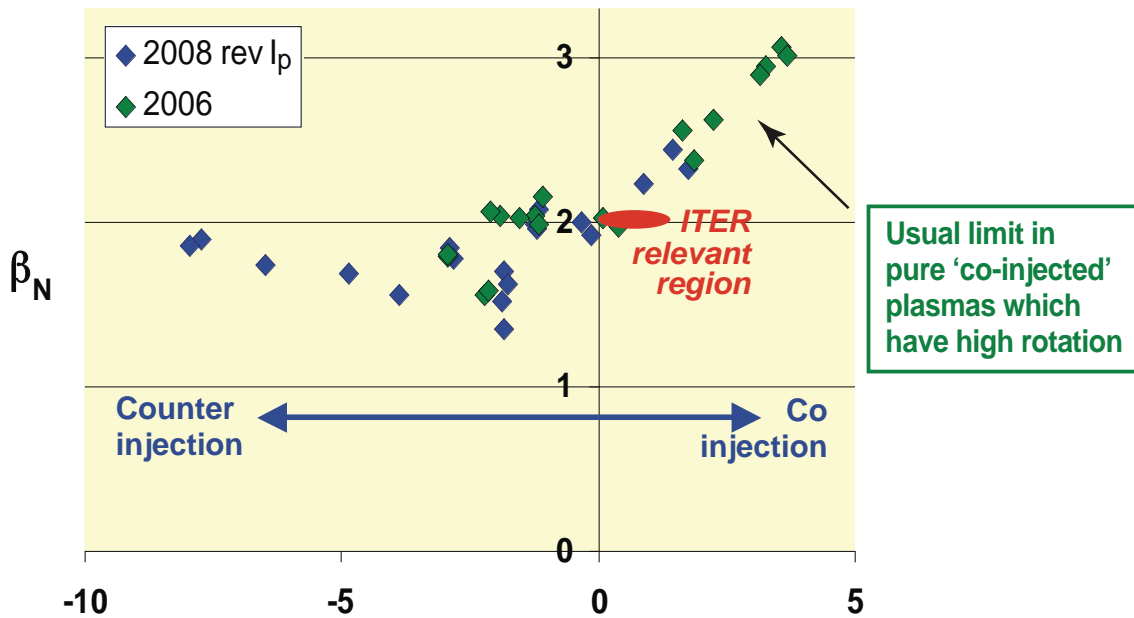 2008 rev Iₚ
2006
3
2
1
0
β_N
ITER
relevant
region
Usual limit in
pure ‘co-injected’
plasmas which
have high rotation
Counter
injection
Co
injection
-10
-5
0
5